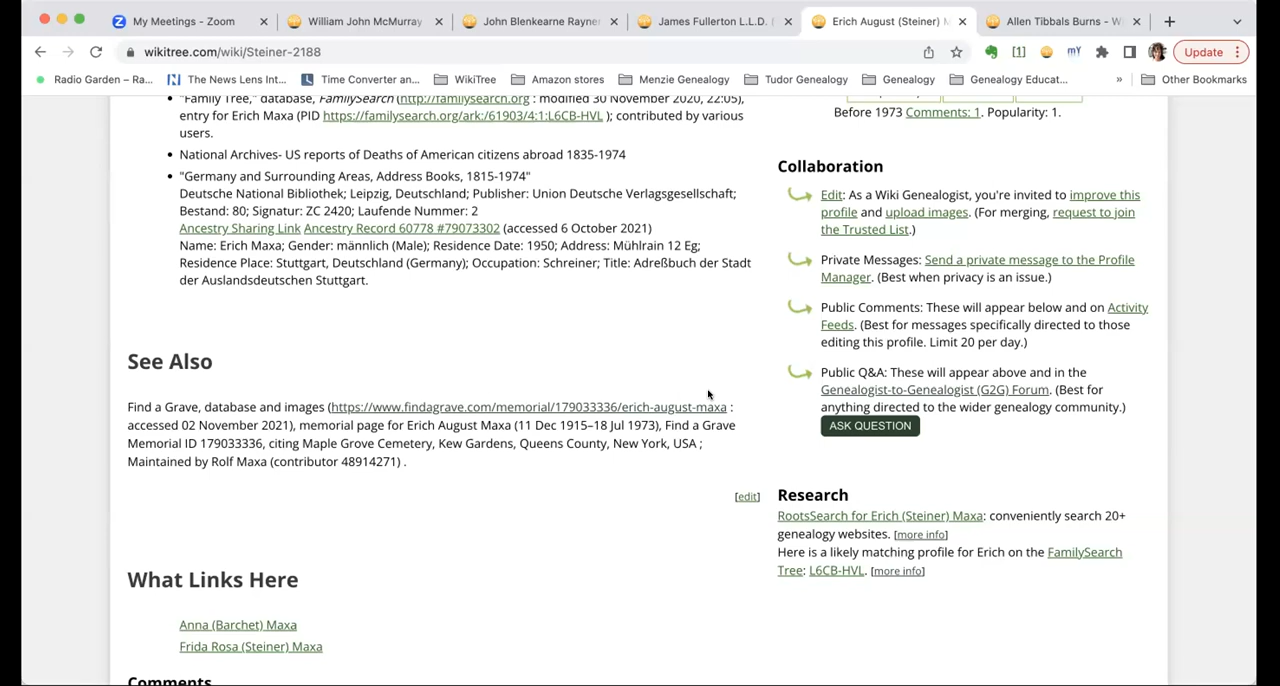 My Meetings - Zoom
William John McMurray
John Blenkearne Rayner
James Fullerton L.L.D.
Erich August (Steiner) M
Allen Tibbals Burns - W
wikitree.com/wiki/Steiner-2188
Update
Radio Garden – Ra...
The News Lens Int...
Time Converter an...
WikiTree
Amazon stores
Menzie Genealogy
Tudor Genealogy
Genealogy
Genealogy Educat...
»
Other Bookmarks
• "Family Tree," database, FamilySearch (http://familysearch.org : modified 30 November 2020, 22:05),
entry for Erich Maxa (PID https://familysearch.org/ark:/61903/4:1:L6CB-HVL ); contributed by various
users.
• National Archives- US reports of Deaths of American citizens abroad 1835-1974
• "Germany and Surrounding Areas, Address Books, 1815-1974"
Deutsche National Bibliothek; Leipzig, Deutschland; Publisher: Union Deutsche Verlagsgesellschaft;
Bestand: 80; Signatur: ZC 2420; Laufende Nummer: 2
Ancestry Sharing Link Ancestry Record 60778 #79073302 (accessed 6 October 2021)
Name: Erich Maxa; Gender: männlich (Male); Residence Date: 1950; Address: Mühlrain 12 Eg;
Residence Place: Stuttgart, Deutschland (Germany); Occupation: Schreiner; Title: Adreßbuch der Stadt
der Auslandsdeutschen Stuttgart.
See Also
Find a Grave, database and images (https://www.findagrave.com/memorial/179033336/erich-august-maxa :
accessed 02 November 2021), memorial page for Erich August Maxa (11 Dec 1915–18 Jul 1973), Find a Grave
Memorial ID 179033336, citing Maple Grove Cemetery, Kew Gardens, Queens County, New York, USA ;
Maintained by Rolf Maxa (contributor 48914271) .
[edit]
What Links Here
Anna (Barchet) Maxa
Frida Rosa (Steiner) Maxa
Comments
Before 1973 Comments: 1. Popularity: 1.
Collaboration
Edit: As a Wiki Genealogist, you're invited to improve this
profile and upload images. (For merging, request to join
the Trusted List.)
Private Messages: Send a private message to the Profile
Manager. (Best when privacy is an issue.)
Public Comments: These will appear below and on Activity
Feeds. (Best for messages specifically directed to those
editing this profile. Limit 20 per day.)
Public Q&A: These will appear above and in the
Genealogist-to-Genealogist (G2G) Forum. (Best for
anything directed to the wider genealogy community.)
ASK QUESTION
Research
RootsSearch for Erich (Steiner) Maxa: conveniently search 20+
genealogy websites. [more info]
Here is a likely matching profile for Erich on the FamilySearch
Tree: L6CB-HVL. [more info]